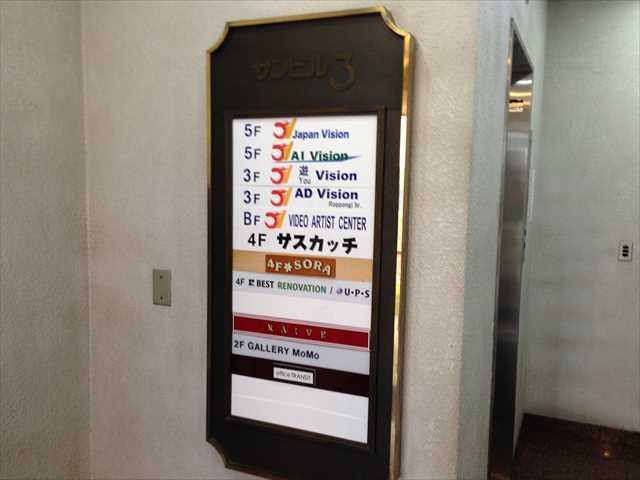 サンビル3
5F Japan Vision
5F AI Vision
3F 遊 Vision
You
3F AD Vision
Roppongi Br.
BF VIDEO ARTIST CENTER
4F サスカッチ
4F SORA
4F BEST RENOVATION / U・P・S
NAIVE
2F GALLERY MoMo
office TRANSIT